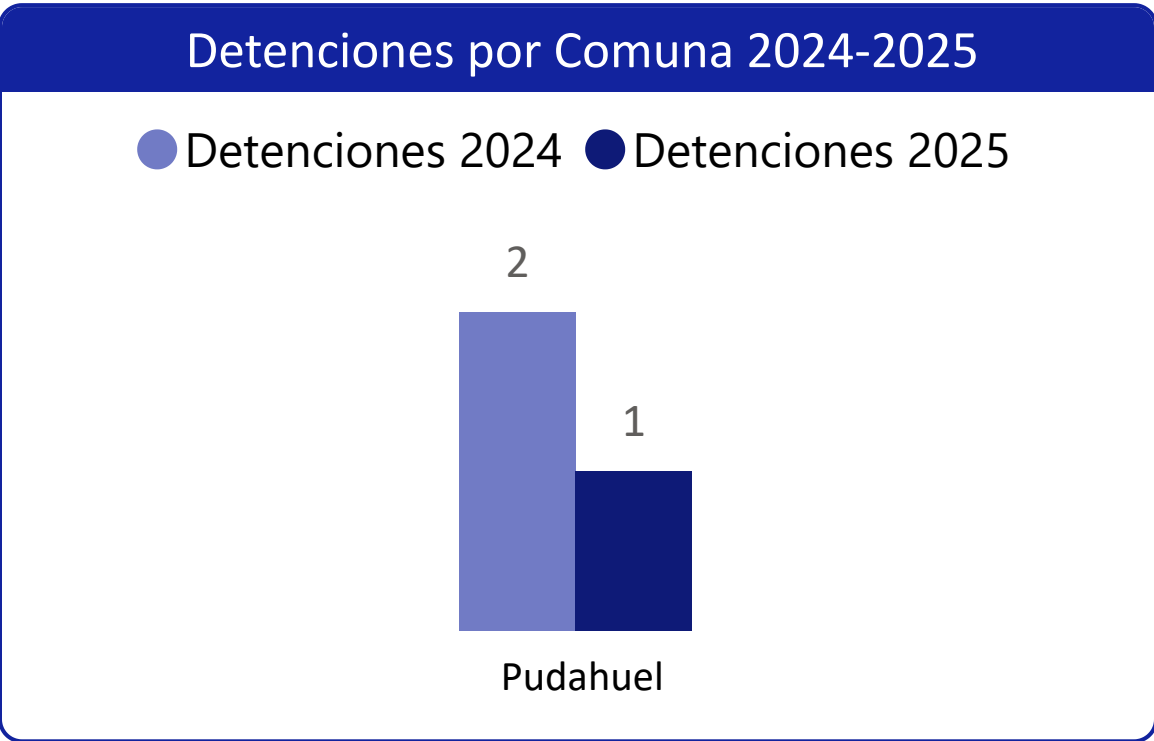 Detenciones por Comuna 2024-2025
Detenciones 2024 Detenciones 2025
2
1
Pudahuel